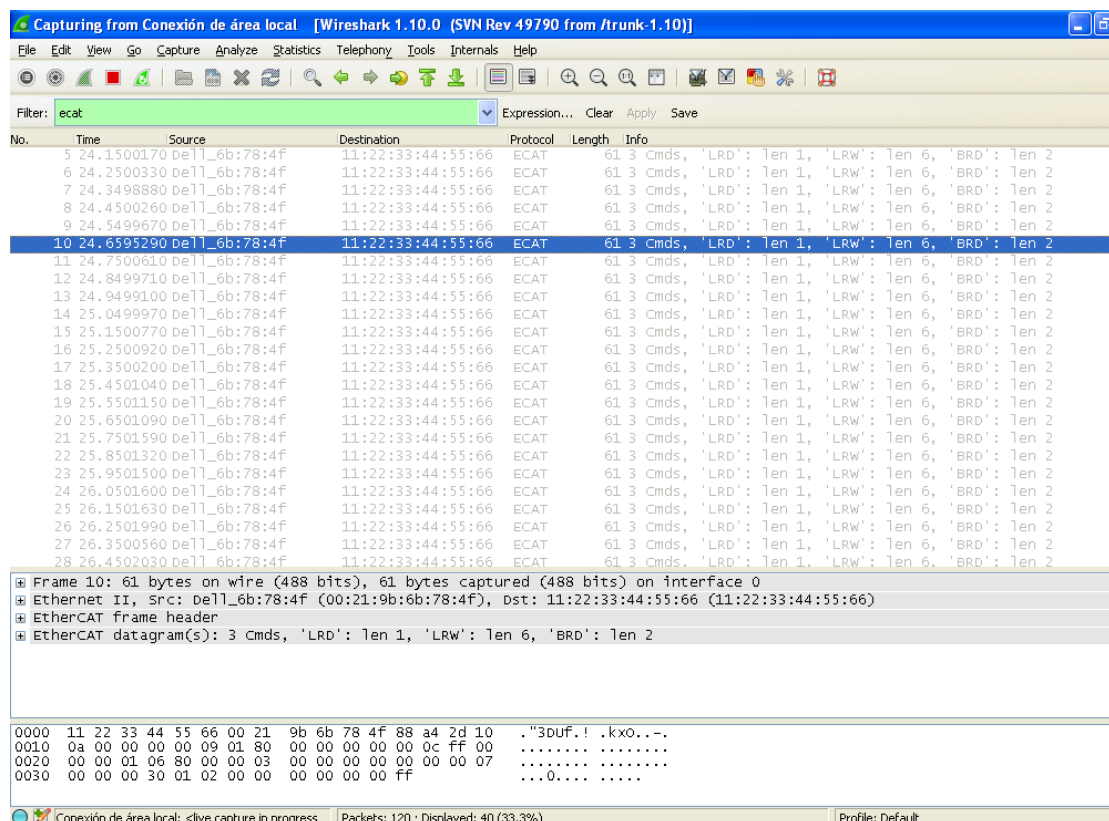 Capturing from Conexión de área local [Wireshark 1.10.0 (SVN Rev 49790 from /trunk-1.10)]
File Edit View Go Capture Analyze Statistics Telephony Tools Internals Help
Filter: ecat Expression... Clear Apply Save
No. Time Source Destination Protocol Length Info
5 24.1500170 Dell_6b:78:4f 11:22:33:44:55:66 ECAT 61 3 Cmds, 'LRD': len 1, 'LRW': len 6, 'BRD': len 2
6 24.2500330 Dell_6b:78:4f 11:22:33:44:55:66 ECAT 61 3 Cmds, 'LRD': len 1, 'LRW': len 6, 'BRD': len 2
7 24.3498880 Dell_6b:78:4f 11:22:33:44:55:66 ECAT 61 3 Cmds, 'LRD': len 1, 'LRW': len 6, 'BRD': len 2
8 24.4500260 Dell_6b:78:4f 11:22:33:44:55:66 ECAT 61 3 Cmds, 'LRD': len 1, 'LRW': len 6, 'BRD': len 2
9 24.5499670 Dell_6b:78:4f 11:22:33:44:55:66 ECAT 61 3 Cmds, 'LRD': len 1, 'LRW': len 6, 'BRD': len 2
10 24.6595290 Dell_6b:78:4f 11:22:33:44:55:66 ECAT 61 3 Cmds, 'LRD': len 1, 'LRW': len 6, 'BRD': len 2
11 24.7500610 Dell_6b:78:4f 11:22:33:44:55:66 ECAT 61 3 Cmds, 'LRD': len 1, 'LRW': len 6, 'BRD': len 2
12 24.8499710 Dell_6b:78:4f 11:22:33:44:55:66 ECAT 61 3 Cmds, 'LRD': len 1, 'LRW': len 6, 'BRD': len 2
13 24.9499100 Dell_6b:78:4f 11:22:33:44:55:66 ECAT 61 3 Cmds, 'LRD': len 1, 'LRW': len 6, 'BRD': len 2
14 25.0499970 Dell_6b:78:4f 11:22:33:44:55:66 ECAT 61 3 Cmds, 'LRD': len 1, 'LRW': len 6, 'BRD': len 2
15 25.1500770 Dell_6b:78:4f 11:22:33:44:55:66 ECAT 61 3 Cmds, 'LRD': len 1, 'LRW': len 6, 'BRD': len 2
16 25.2500920 Dell_6b:78:4f 11:22:33:44:55:66 ECAT 61 3 Cmds, 'LRD': len 1, 'LRW': len 6, 'BRD': len 2
17 25.3500200 Dell_6b:78:4f 11:22:33:44:55:66 ECAT 61 3 Cmds, 'LRD': len 1, 'LRW': len 6, 'BRD': len 2
18 25.4501040 Dell_6b:78:4f 11:22:33:44:55:66 ECAT 61 3 Cmds, 'LRD': len 1, 'LRW': len 6, 'BRD': len 2
19 25.5501150 Dell_6b:78:4f 11:22:33:44:55:66 ECAT 61 3 Cmds, 'LRD': len 1, 'LRW': len 6, 'BRD': len 2
20 25.6501090 Dell_6b:78:4f 11:22:33:44:55:66 ECAT 61 3 Cmds, 'LRD': len 1, 'LRW': len 6, 'BRD': len 2
21 25.7501590 Dell_6b:78:4f 11:22:33:44:55:66 ECAT 61 3 Cmds, 'LRD': len 1, 'LRW': len 6, 'BRD': len 2
22 25.8501320 Dell_6b:78:4f 11:22:33:44:55:66 ECAT 61 3 Cmds, 'LRD': len 1, 'LRW': len 6, 'BRD': len 2
23 25.9501500 Dell_6b:78:4f 11:22:33:44:55:66 ECAT 61 3 Cmds, 'LRD': len 1, 'LRW': len 6, 'BRD': len 2
24 26.0501600 Dell_6b:78:4f 11:22:33:44:55:66 ECAT 61 3 Cmds, 'LRD': len 1, 'LRW': len 6, 'BRD': len 2
25 26.1501630 Dell_6b:78:4f 11:22:33:44:55:66 ECAT 61 3 Cmds, 'LRD': len 1, 'LRW': len 6, 'BRD': len 2
26 26.2501990 Dell_6b:78:4f 11:22:33:44:55:66 ECAT 61 3 Cmds, 'LRD': len 1, 'LRW': len 6, 'BRD': len 2
27 26.3500560 Dell_6b:78:4f 11:22:33:44:55:66 ECAT 61 3 Cmds, 'LRD': len 1, 'LRW': len 6, 'BRD': len 2
28 26.4502030 Dell_6b:78:4f 11:22:33:44:55:66 ECAT 61 3 Cmds, 'LRD': len 1, 'LRW': len 6, 'BRD': len 2
Frame 10: 61 bytes on wire (488 bits), 61 bytes captured (488 bits) on interface 0
Ethernet II, Src: Dell_6b:78:4f (00:21:9b:6b:78:4f), Dst: 11:22:33:44:55:66 (11:22:33:44:55:66)
EtherCAT frame header
EtherCAT datagram(s): 3 Cmds, 'LRD': len 1, 'LRW': len 6, 'BRD': len 2
0000 11 22 33 44 55 66 00 21 9b 6b 78 4f 88 a4 2d 10 ."3DUf.! .kxO..-.
0010 0a 00 00 00 00 09 01 80 00 00 00 00 00 0c ff 00 ........ ........
0020 00 00 01 06 80 00 00 03 00 00 00 00 00 00 00 07 ........ ........
0030 00 00 00 30 01 02 00 00 00 00 00 00 ff ...0.... .....
Conexión de área local: <live capture in progress Packets: 120 · Displayed: 40 (33.3%) Profile: Default